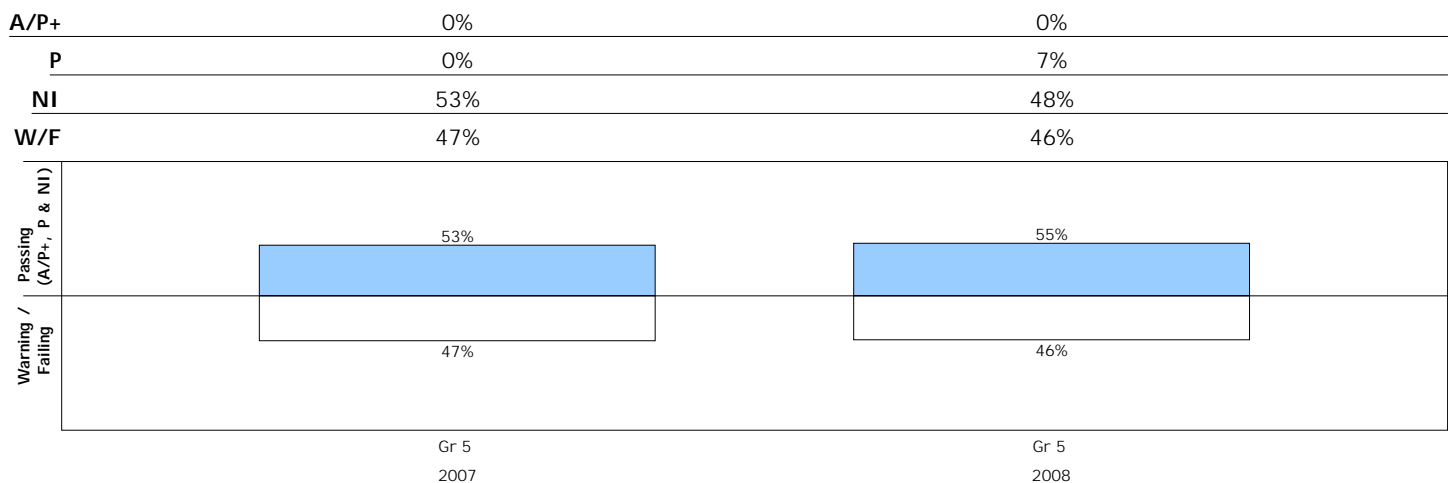 A/P+ 0% 0%
P 0% 7%
NI 53% 48%
W/F 47% 46%
Passing
(A/P+, P & NI)
Warning /
Failing
53% 55%
47% 46%
Gr 5 Gr 5
2007 2008